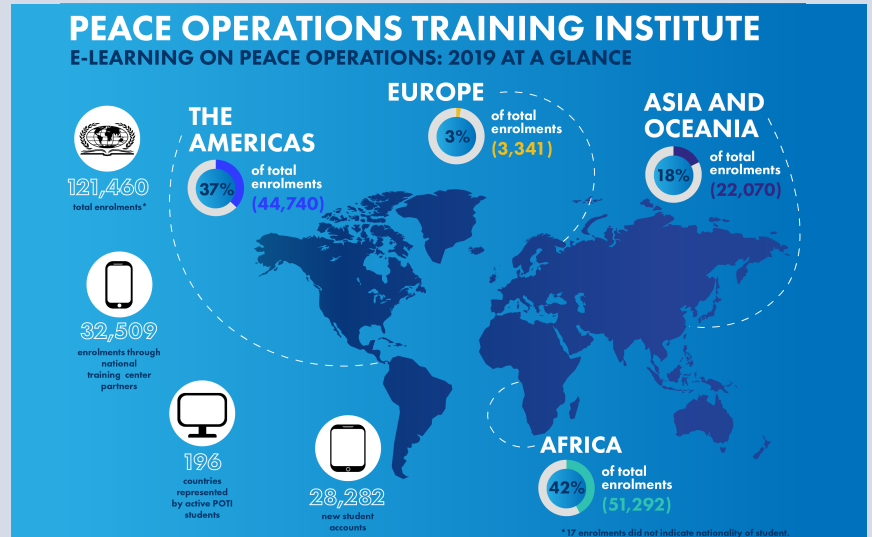 PEACE OPERATIONS TRAINING INSTITUTE
E-LEARNING ON PEACE OPERATIONS: 2019 AT A GLANCE
121,460
total enrolments*
32,509
enrolments through
national
training center
partners
196
countries
represented
by active POTI
students
28,282
new student
accounts
THE
AMERICAS
37%
of total
enrolments
(44,740)
EUROPE
3%
of total
enrolments
(3,341)
ASIA AND
OCEANIA
18%
of total
enrolments
(22,070)
AFRICA
42%
of total
enrolments
(51,292)
*17 enrolments did not indicate nationality of student.